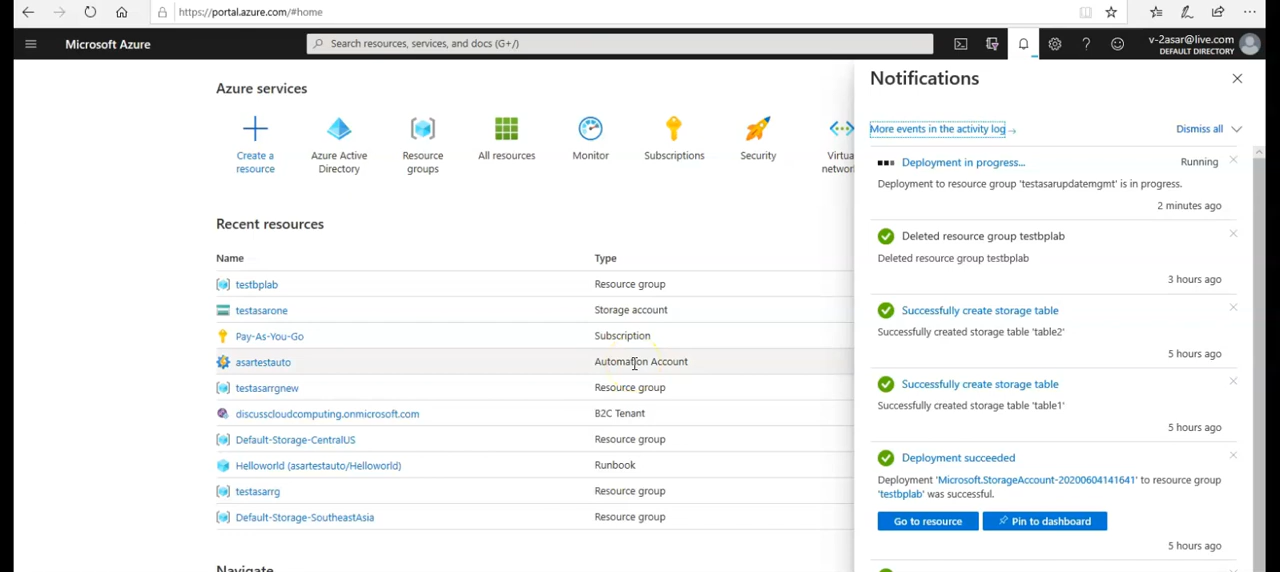 https://portal.azure.com/#home
Microsoft Azure
Search resources, services, and docs (G+/)
v-2asar@live.com
DEFAULT DIRECTORY
Azure services
Create a
resource
Azure Active
Directory
Resource
groups
All resources
Monitor
Subscriptions
Security
Virtua
networ
Recent resources
Name
Type
testbplab
Resource group
testasarone
Storage account
Pay-As-You-Go
Subscription
asartestauto
Automation Account
testasarrgnew
Resource group
discusscloudcomputing.onmicrosoft.com
B2C Tenant
Default-Storage-CentralUS
Resource group
Helloworld (asartestauto/Helloworld)
Runbook
testasarrg
Resource group
Default-Storage-SoutheastAsia
Resource group
Navigate
Notifications
More events in the activity log →
Dismiss all
Deployment in progress...
Running
Deployment to resource group 'testasarupdatemgmt' is in progress.
2 minutes ago
Deleted resource group testbplab
Deleted resource group testbplab
3 hours ago
Successfully create storage table
Successfully created storage table 'table2'
5 hours ago
Successfully create storage table
Successfully created storage table 'table1'
5 hours ago
Deployment succeeded
Deployment 'Microsoft.StorageAccount-20200604141641' to resource group
'testbplab' was successful.
Go to resource
Pin to dashboard
5 hours ago